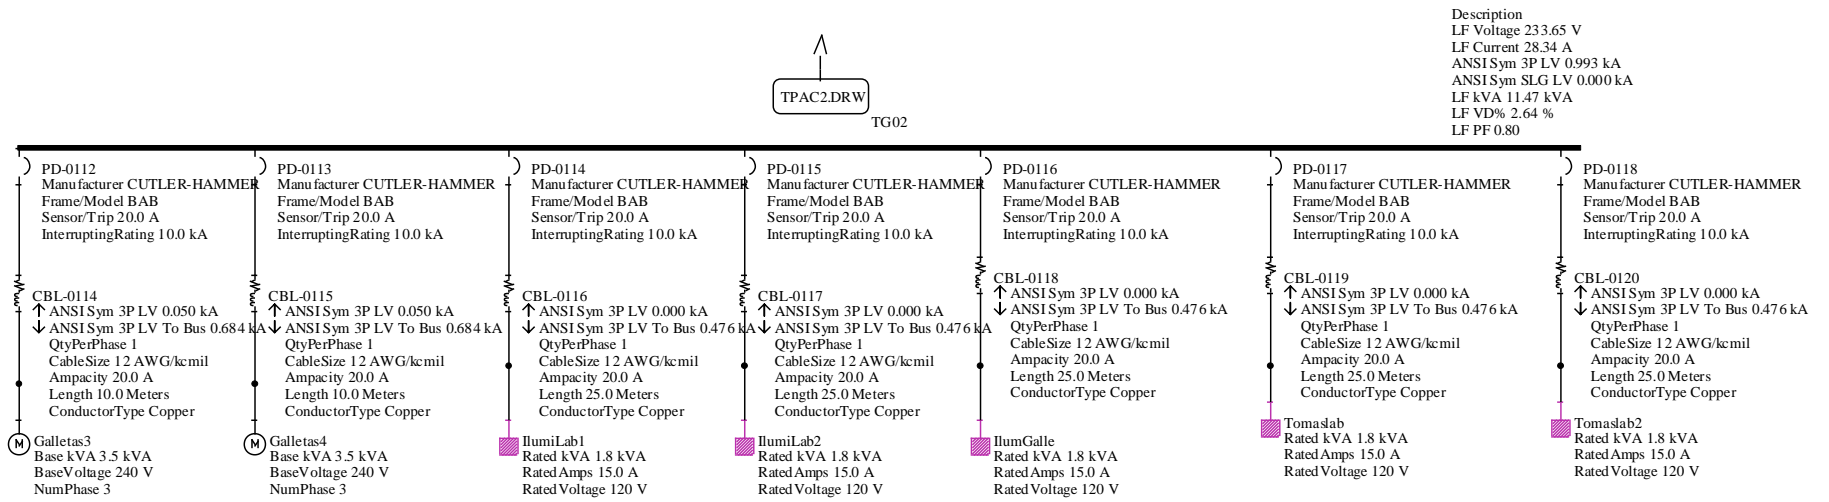 Description
LF Voltage 233.65 V
LF Current 28.34 A
ANSI Sym 3P LV 0.993 kA
ANSI Sym SLG LV 0.000 kA
LF kVA 11.47 kVA
LF VD% 2.64 %
LF PF 0.80
TPAC2.DRW
TG02
PD-0112
Manufacturer CUTLER-HAMMER
Frame/Model BAB
Sensor/Trip 20.0 A
InterruptingRating 10.0 kA
CBL-0114
ANSI Sym 3P LV 0.050 kA
ANSI Sym 3P LV To Bus 0.684 kA
QtyPerPhase 1
CableSize 12 AWG/kcmil
Ampacity 20.0 A
Length 10.0 Meters
ConductorType Copper
M
Galletas3
Base kVA 3.5 kVA
BaseVoltage 240 V
NumPhase 3
PD-0113
Manufacturer CUTLER-HAMMER
Frame/Model BAB
Sensor/Trip 20.0 A
InterruptingRating 10.0 kA
CBL-0115
ANSI Sym 3P LV 0.050 kA
ANSI Sym 3P LV To Bus 0.684 kA
QtyPerPhase 1
CableSize 12 AWG/kcmil
Ampacity 20.0 A
Length 10.0 Meters
ConductorType Copper
M
Galletas4
Base kVA 3.5 kVA
BaseVoltage 240 V
NumPhase 3
PD-0114
Manufacturer CUTLER-HAMMER
Frame/Model BAB
Sensor/Trip 20.0 A
InterruptingRating 10.0 kA
CBL-0116
ANSI Sym 3P LV 0.000 kA
ANSI Sym 3P LV To Bus 0.476 kA
QtyPerPhase 1
CableSize 12 AWG/kcmil
Ampacity 20.0 A
Length 25.0 Meters
ConductorType Copper
IlumiLab1
Rated kVA 1.8 kVA
RatedAmps 15.0 A
RatedVoltage 120 V
PD-0115
Manufacturer CUTLER-HAMMER
Frame/Model BAB
Sensor/Trip 20.0 A
InterruptingRating 10.0 kA
CBL-0117
ANSI Sym 3P LV 0.000 kA
ANSI Sym 3P LV To Bus 0.476 kA
QtyPerPhase 1
CableSize 12 AWG/kcmil
Ampacity 20.0 A
Length 25.0 Meters
ConductorType Copper
IlumiLab2
Rated kVA 1.8 kVA
RatedAmps 15.0 A
RatedVoltage 120 V
PD-0116
Manufacturer CUTLER-HAMMER
Frame/Model BAB
Sensor/Trip 20.0 A
InterruptingRating 10.0 kA
CBL-0118
ANSI Sym 3P LV 0.000 kA
ANSI Sym 3P LV To Bus 0.476 kA
QtyPerPhase 1
CableSize 12 AWG/kcmil
Ampacity 20.0 A
Length 25.0 Meters
ConductorType Copper
IlumGalle
Rated kVA 1.8 kVA
RatedAmps 15.0 A
RatedVoltage 120 V
PD-0117
Manufacturer CUTLER-HAMMER
Frame/Model BAB
Sensor/Trip 20.0 A
InterruptingRating 10.0 kA
CBL-0119
ANSI Sym 3P LV 0.000 kA
ANSI Sym 3P LV To Bus 0.476 kA
QtyPerPhase 1
CableSize 12 AWG/kcmil
Ampacity 20.0 A
Length 25.0 Meters
ConductorType Copper
Tomaslab
Rated kVA 1.8 kVA
RatedAmps 15.0 A
RatedVoltage 120 V
PD-0118
Manufacturer CUTLER-HAMMER
Frame/Model BAB
Sensor/Trip 20.0 A
InterruptingRating 10.0 kA
CBL-0120
ANSI Sym 3P LV 0.000 kA
ANSI Sym 3P LV To Bus 0.476 kA
QtyPerPhase 1
CableSize 12 AWG/kcmil
Ampacity 20.0 A
Length 25.0 Meters
ConductorType Copper
Tomaslab2
Rated kVA 1.8 kVA
RatedAmps 15.0 A
RatedVoltage 120 V